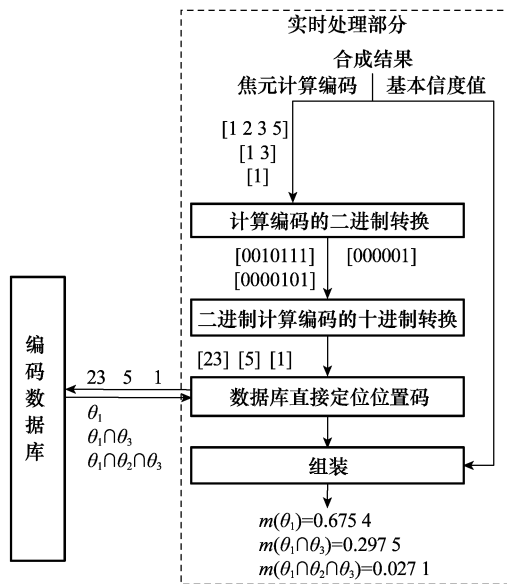 实时处理部分
合成结果
焦元计算编码 基本信度值
[1 2 3 5]
[1 3]
[1]
计算编码的二进制转换
[0010111] [000001]
[0000101]
二进制计算编码的十进制转换
[23] [5] [1]
编码数据库
23 5 1
数据库直接定位位置码
θ₁
θ₁∩θ₃
θ₁∩θ₂∩θ₃
组装
m(θ₁)=0.675 4
m(θ₁∩θ₃)=0.297 5
m(θ₁∩θ₂∩θ₃)=0.027 1